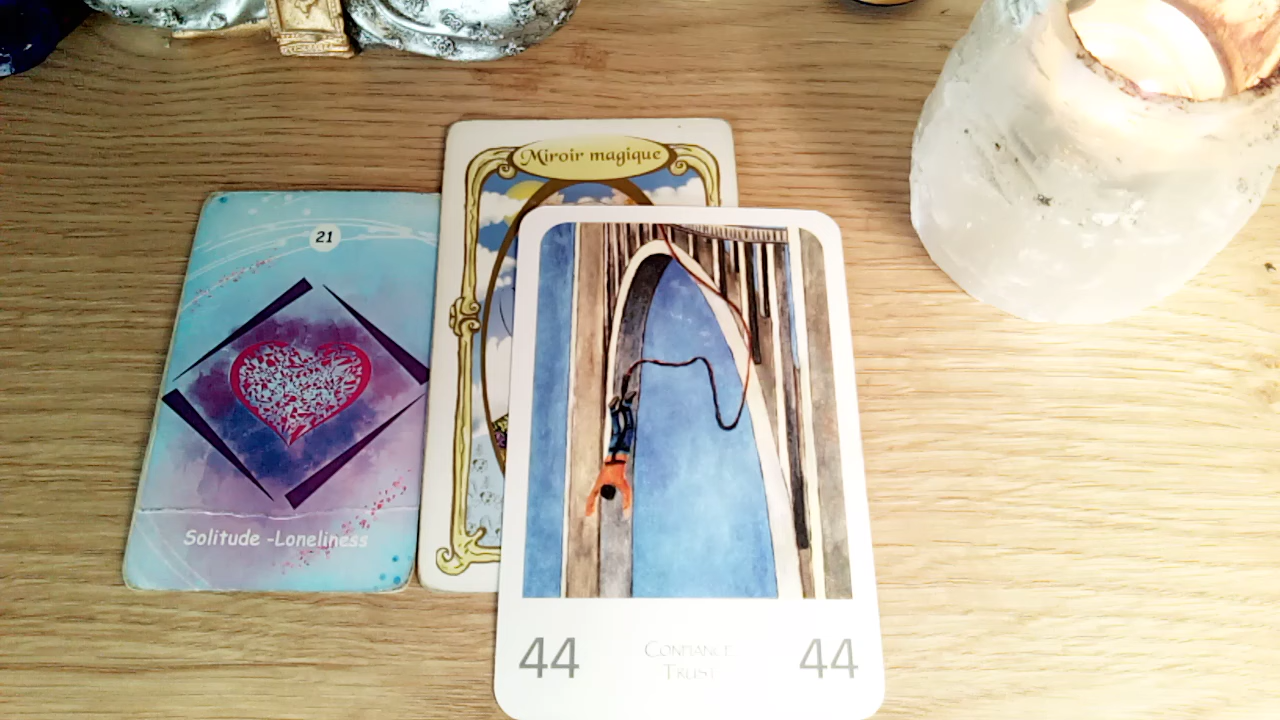 Miroir magique
21
Solitude -Loneliness
44
CONFIANCE
TRUST
44